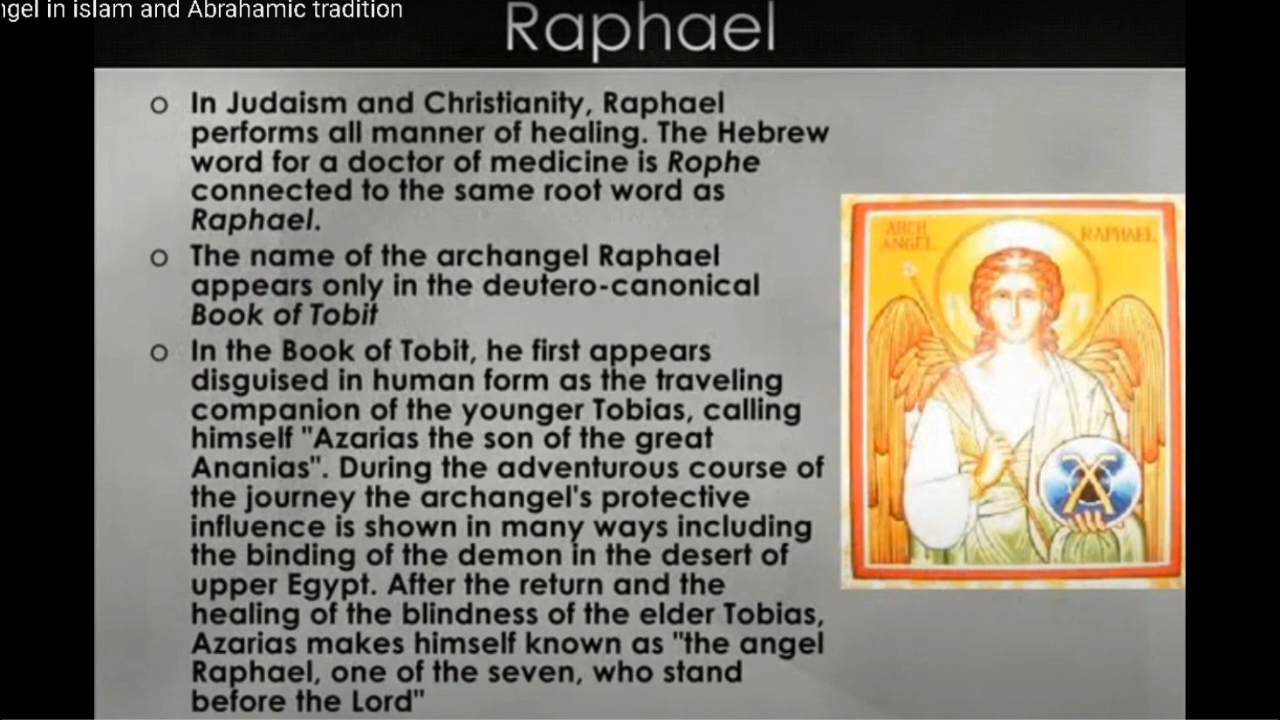 ngel in islam and Abrahamic tradition
Raphael
o In Judaism and Christianity, Raphael
performs all manner of healing. The Hebrew
word for a doctor of medicine is Rophe
connected to the same root word as
Raphael.
o The name of the archangel Raphael
appears only in the deutero-canonical
Book of Tobit
o In the Book of Tobit, he first appears
disguised in human form as the traveling
companion of the younger Tobias, calling
himself "Azarias the son of the great
Ananias". During the adventurous course of
the journey the archangel's protective
influence is shown in many ways including
the binding of the demon in the desert of
upper Egypt. After the return and the
healing of the blindness of the elder Tobias,
Azarias makes himself known as "the angel
Raphael, one of the seven, who stand
before the Lord"
ARCH
ANGEL
RAPHAEL